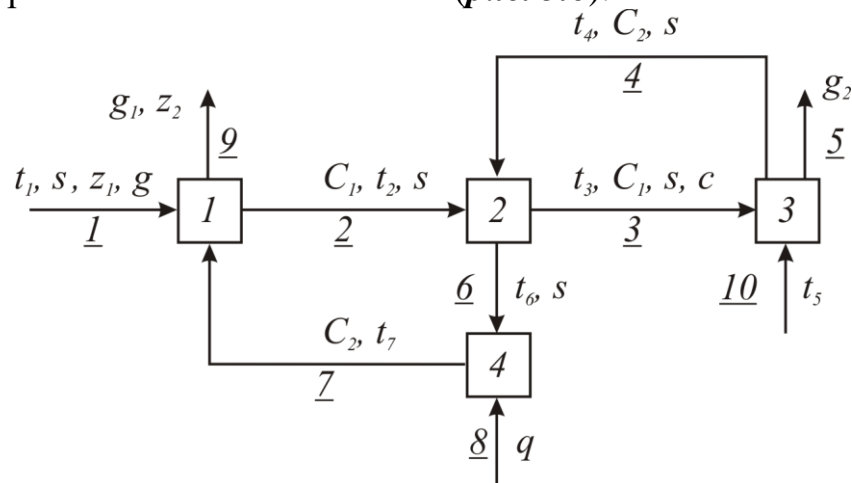 t₄, C₂, s
4
g₁, z₂
9
g₂
5
t₁, s, z₁, g
1
1
C₁, t₂, s
2
2
t₃, C₁, s, c
3
3
6
t₆, s
10
t₅
C₂, t₇
7
4
8
q